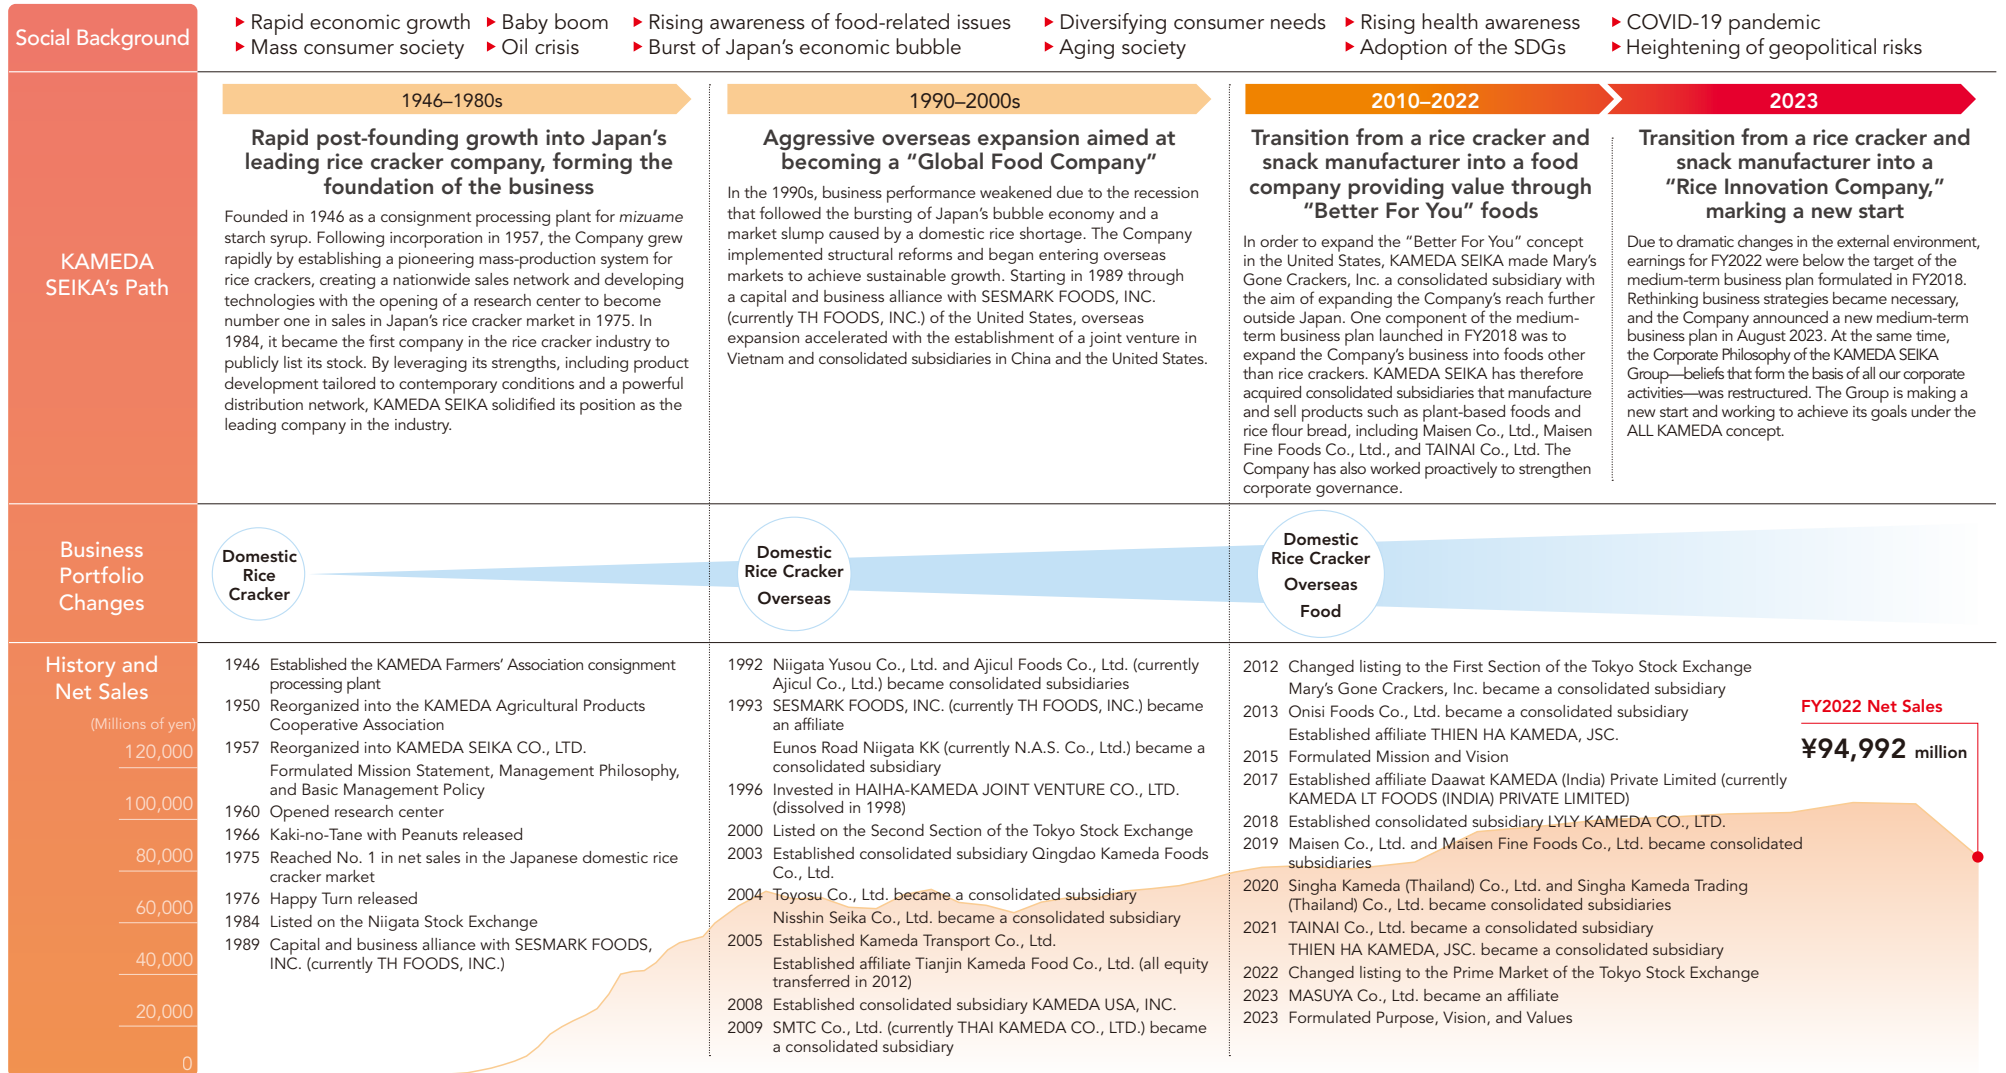 Social Background
▶ Rapid economic growth
▶ Mass consumer society
▶ Baby boom
▶ Oil crisis
▶ Rising awareness of food-related issues
▶ Burst of Japan’s economic bubble
▶ Diversifying consumer needs
▶ Aging society
▶ Rising health awareness
▶ Adoption of the SDGs
▶ COVID-19 pandemic
▶ Heightening of geopolitical risks
KAMEDA
SEIKA’s Path
1946–1980s
Rapid post-founding growth into Japan’s
leading rice cracker company, forming the
foundation of the business
Founded in 1946 as a consignment processing plant for mizuame
starch syrup. Following incorporation in 1957, the Company grew
rapidly by establishing a pioneering mass-production system for
rice crackers, creating a nationwide sales network and developing
technologies with the opening of a research center to become
number one in sales in Japan’s rice cracker market in 1975. In
1984, it became the first company in the rice cracker industry to
publicly list its stock. By leveraging its strengths, including product
development tailored to contemporary conditions and a powerful
distribution network, KAMEDA SEIKA solidified its position as the
leading company in the industry.
1990–2000s
Aggressive overseas expansion aimed at
becoming a “Global Food Company”
In the 1990s, business performance weakened due to the recession
that followed the bursting of Japan’s bubble economy and a
market slump caused by a domestic rice shortage. The Company
implemented structural reforms and began entering overseas
markets to achieve sustainable growth. Starting in 1989 through
a capital and business alliance with SESMARK FOODS, INC.
(currently TH FOODS, INC.) of the United States, overseas
expansion accelerated with the establishment of a joint venture in
Vietnam and consolidated subsidiaries in China and the United States.
2010–2022
Transition from a rice cracker and
snack manufacturer into a food
company providing value through
“Better For You” foods
In order to expand the “Better For You” concept
in the United States, KAMEDA SEIKA made Mary’s
Gone Crackers, Inc. a consolidated subsidiary with
the aim of expanding the Company’s reach further
outside Japan. One component of the medium-
term business plan launched in FY2018 was to
expand the Company’s business into foods other
than rice crackers. KAMEDA SEIKA has therefore
acquired consolidated subsidiaries that manufacture
and sell products such as plant-based foods and
rice flour bread, including Maisen Co., Ltd., Maisen
Fine Foods Co., Ltd., and TAINAI Co., Ltd. The
Company has also worked proactively to strengthen
corporate governance.
2023
Transition from a rice cracker and
snack manufacturer into a
“Rice Innovation Company,”
marking a new start
Due to dramatic changes in the external environment,
earnings for FY2022 were below the target of the
medium-term business plan formulated in FY2018.
Rethinking business strategies became necessary,
and the Company announced a new medium-term
business plan in August 2023. At the same time,
the Corporate Philosophy of the KAMEDA SEIKA
Group—beliefs that form the basis of all our corporate
activities—was restructured. The Group is making a
new start and working to achieve its goals under the
ALL KAMEDA concept.
Business
Portfolio
Changes
Domestic
Rice
Cracker
Domestic
Rice Cracker
Overseas
Domestic
Rice Cracker
Overseas
Food
History and
Net Sales
(Millions of yen)
120,000
100,000
80,000
60,000
40,000
20,000
0
1946 Established the KAMEDA Farmers’ Association consignment
processing plant
1950 Reorganized into the KAMEDA Agricultural Products
Cooperative Association
1957 Reorganized into KAMEDA SEIKA CO., LTD.
Formulated Mission Statement, Management Philosophy,
and Basic Management Policy
1960 Opened research center
1966 Kaki-no-Tane with Peanuts released
1975 Reached No. 1 in net sales in the Japanese domestic rice
cracker market
1976 Happy Turn released
1984 Listed on the Niigata Stock Exchange
1989 Capital and business alliance with SESMARK FOODS,
INC. (currently TH FOODS, INC.)
1992 Niigata Yusou Co., Ltd. and Ajicul Foods Co., Ltd. (currently
Ajicul Co., Ltd.) became consolidated subsidiaries
1993 SESMARK FOODS, INC. (currently TH FOODS, INC.) became
an affiliate
Eunos Road Niigata KK (currently N.A.S. Co., Ltd.) became a
consolidated subsidiary
1996 Invested in HAIHA-KAMEDA JOINT VENTURE CO., LTD.
(dissolved in 1998)
2000 Listed on the Second Section of the Tokyo Stock Exchange
2003 Established consolidated subsidiary Qingdao Kameda Foods
Co., Ltd.
2004 Toyosu Co., Ltd. became a consolidated subsidiary
Nisshin Seika Co., Ltd. became a consolidated subsidiary
2005 Established Kameda Transport Co., Ltd.
Established affiliate Tianjin Kameda Food Co., Ltd. (all equity
transferred in 2012)
2008 Established consolidated subsidiary KAMEDA USA, INC.
2009 SMTC Co., Ltd. (currently THAI KAMEDA CO., LTD.) became
a consolidated subsidiary
2012 Changed listing to the First Section of the Tokyo Stock Exchange
Mary’s Gone Crackers, Inc. became a consolidated subsidiary
2013 Onisi Foods Co., Ltd. became a consolidated subsidiary
Established affiliate THIEN HA KAMEDA, JSC.
2015 Formulated Mission and Vision
2017 Established affiliate Daawat KAMEDA (India) Private Limited (currently
KAMEDA LT FOODS (INDIA) PRIVATE LIMITED)
2018 Established consolidated subsidiary LYLY KAMEDA CO., LTD.
2019 Maisen Co., Ltd. and Maisen Fine Foods Co., Ltd. became consolidated
subsidiaries
2020 Singha Kameda (Thailand) Co., Ltd. and Singha Kameda Trading
(Thailand) Co., Ltd. became consolidated subsidiaries
2021 TAINAI Co., Ltd. became a consolidated subsidiary
THIEN HA KAMEDA, JSC. became a consolidated subsidiary
2022 Changed listing to the Prime Market of the Tokyo Stock Exchange
2023 MASUYA Co., Ltd. became an affiliate
2023 Formulated Purpose, Vision, and Values
FY2022 Net Sales
¥94,992 million